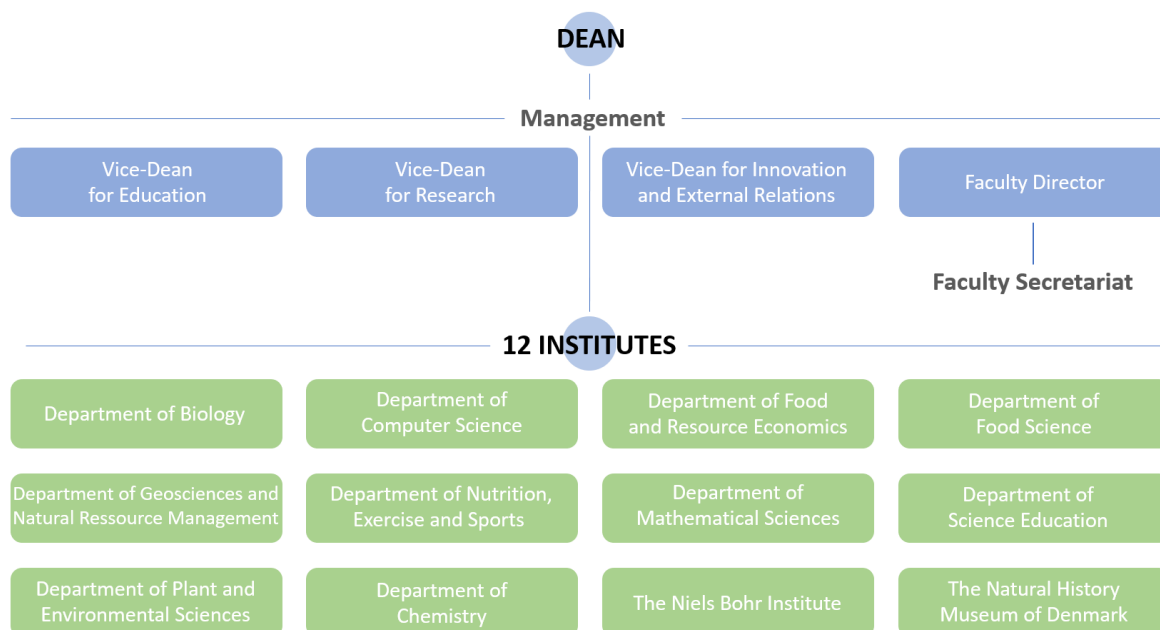 DEAN
Management
Vice-Dean
for Education
Vice-Dean
for Research
Vice-Dean for Innovation
and External Relations
Faculty Director
Faculty Secretariat
12 INSTITUTES
Department of Biology
Department of
Computer Science
Department of Food
and Resource Economics
Department of
Food Science
Department of Geosciences and
Natural Ressource Management
Department of Nutrition,
Exercise and Sports
Department of
Mathematical Sciences
Department of
Science Education
Department of Plant and
Environmental Sciences
Department of
Chemistry
The Niels Bohr Institute
The Natural History
Museum of Denmark